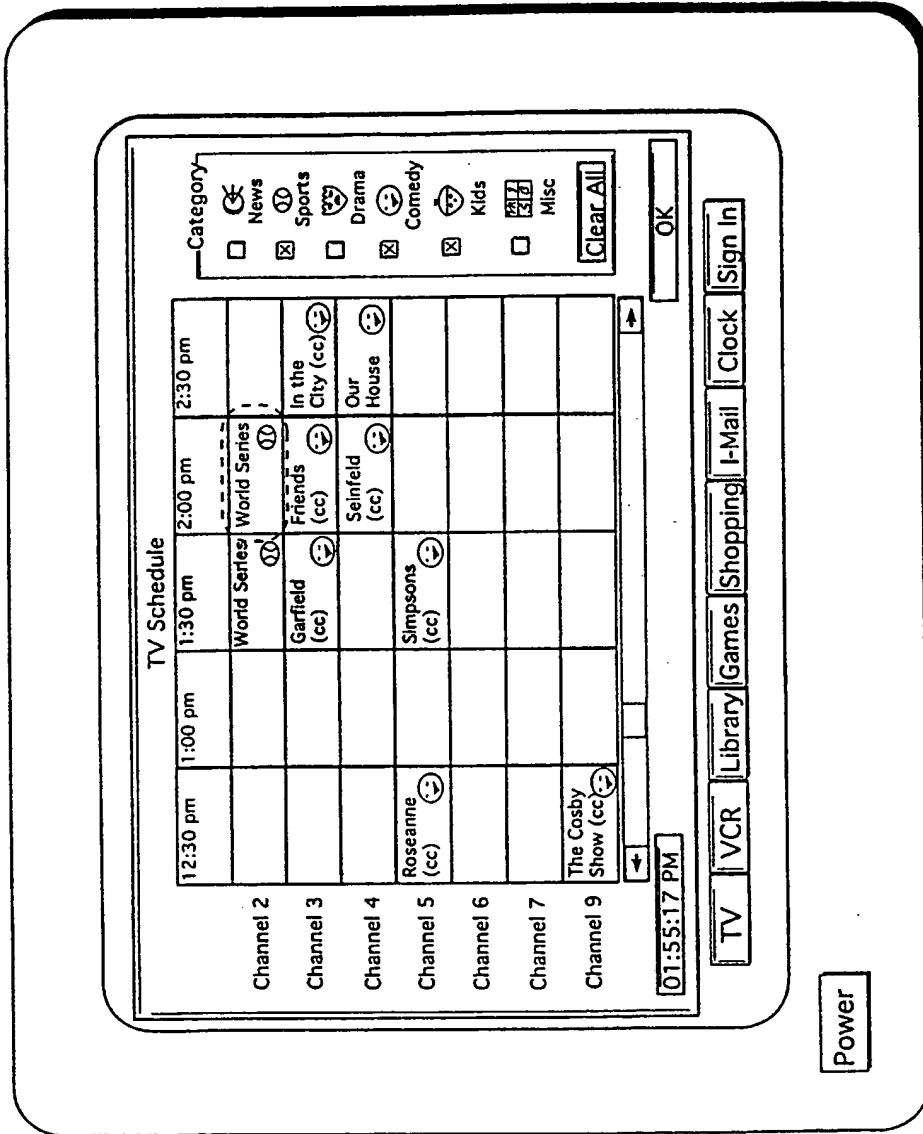 TV Schedule
12:30 pm 1:00 pm 1:30 pm 2:00 pm 2:30 pm
Channel 2 World Series World Series
Channel 3 Garfield (cc) Friends (cc) In the City (cc)
Channel 4 Seinfeld (cc) Our House
Channel 5 Roseanne (cc) Simpsons (cc)
Channel 6
Channel 7
Channel 9 The Cosby Show (cc)
Category
News
Sports
Drama
Comedy
Kids
Misc
Clear All
01:55:17 PM
OK
TV VCR Library Games Shopping I-Mail Clock Sign In
Power